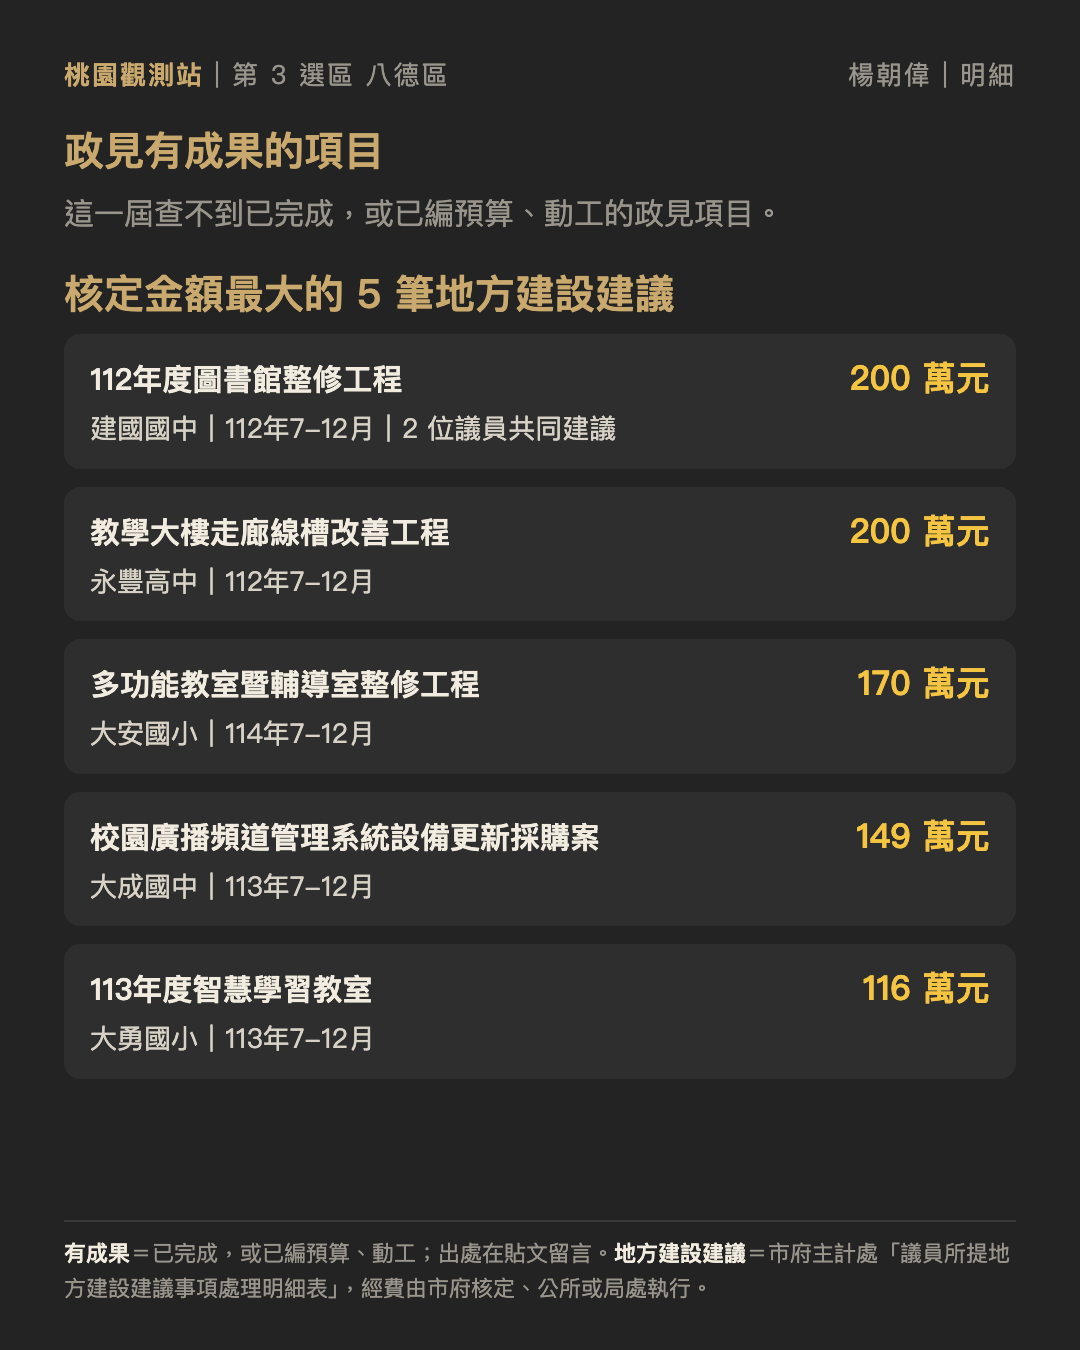 桃園觀測站｜第 3 選區 八德區
楊朝偉｜明細
政見有成果的項目
這一屆查不到已完成，或已編預算、動工的政見項目。
核定金額最大的 5 筆地方建設建議
112年度圖書館整修工程
200 萬元
建國國中｜112年7–12月｜2 位議員共同建議
教學大樓走廊線槽改善工程
200 萬元
永豐高中｜112年7–12月
多功能教室暨輔導室整修工程
170 萬元
大安國小｜114年7–12月
校園廣播頻道管理系統設備更新採購案
149 萬元
大成國中｜113年7–12月
113年度智慧學習教室
116 萬元
大勇國小｜113年7–12月
有成果＝已完成，或已編預算、動工；出處在貼文留言。地方建設建議＝市府主計處「議員所提地
方建設建議事項處理明細表」，經費由市府核定、公所或局處執行。